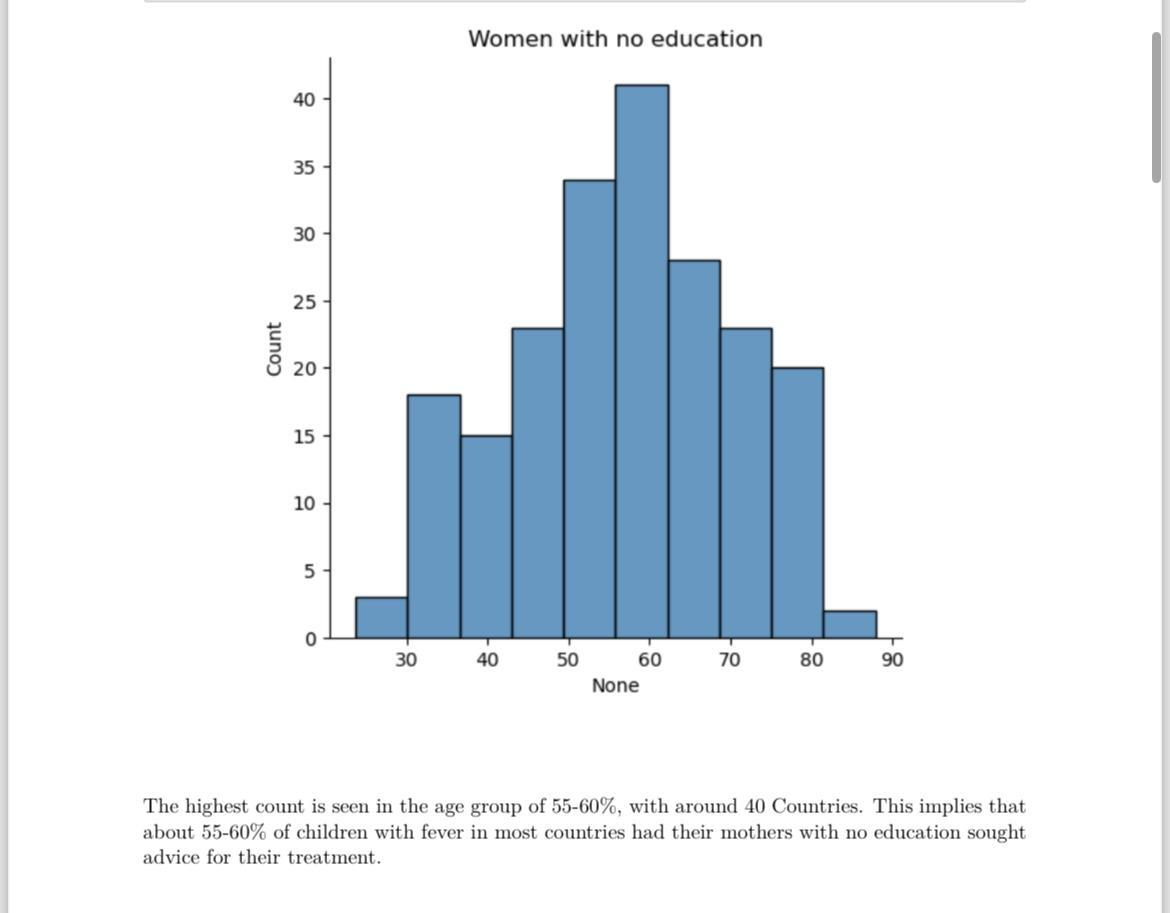 Women with no education
40
35
30
25
20
15
10
5
0
Count
30 40 50 60 70 80 90
None
The highest count is seen in the age group of 55-60%, with around 40 Countries. This implies that
about 55-60% of children with fever in most countries had their mothers with no education sought
advice for their treatment.